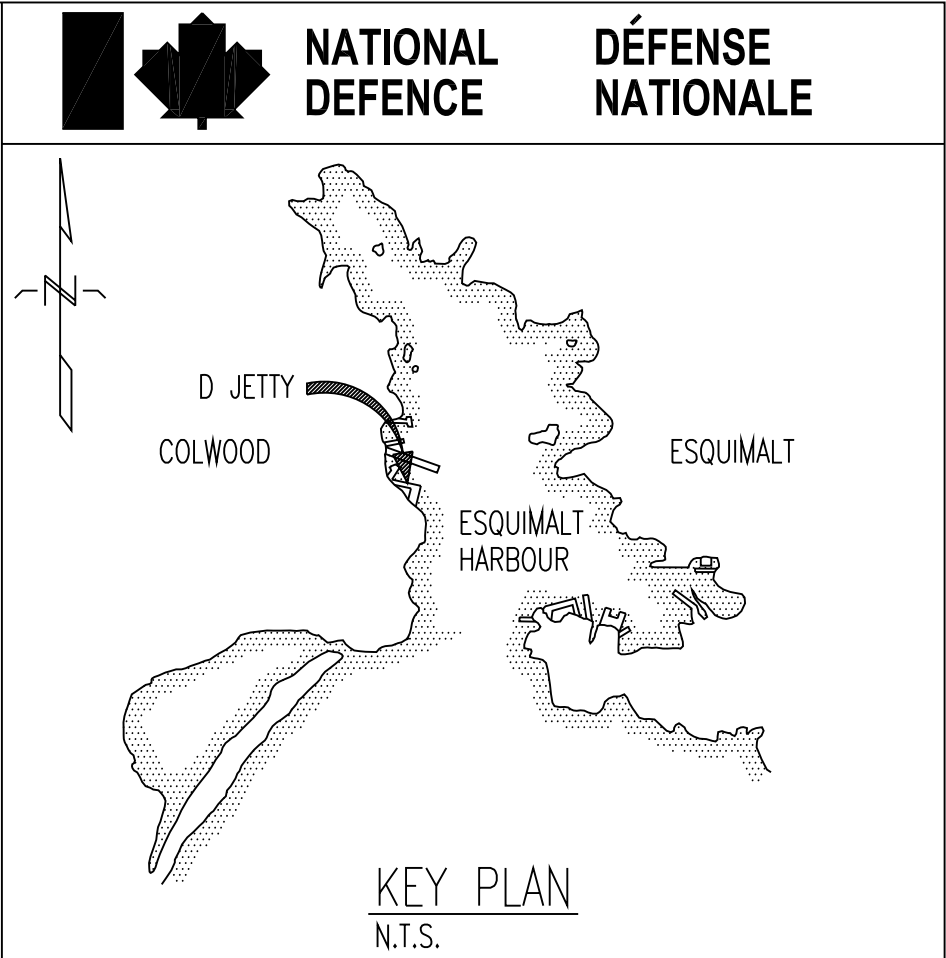 NATIONAL
DEFENCE
DÉFENSE
NATIONALE
N
D JETTY
COLWOOD
ESQUIMALT
ESQUIMALT
HARBOUR
KEY PLAN
N.T.S.